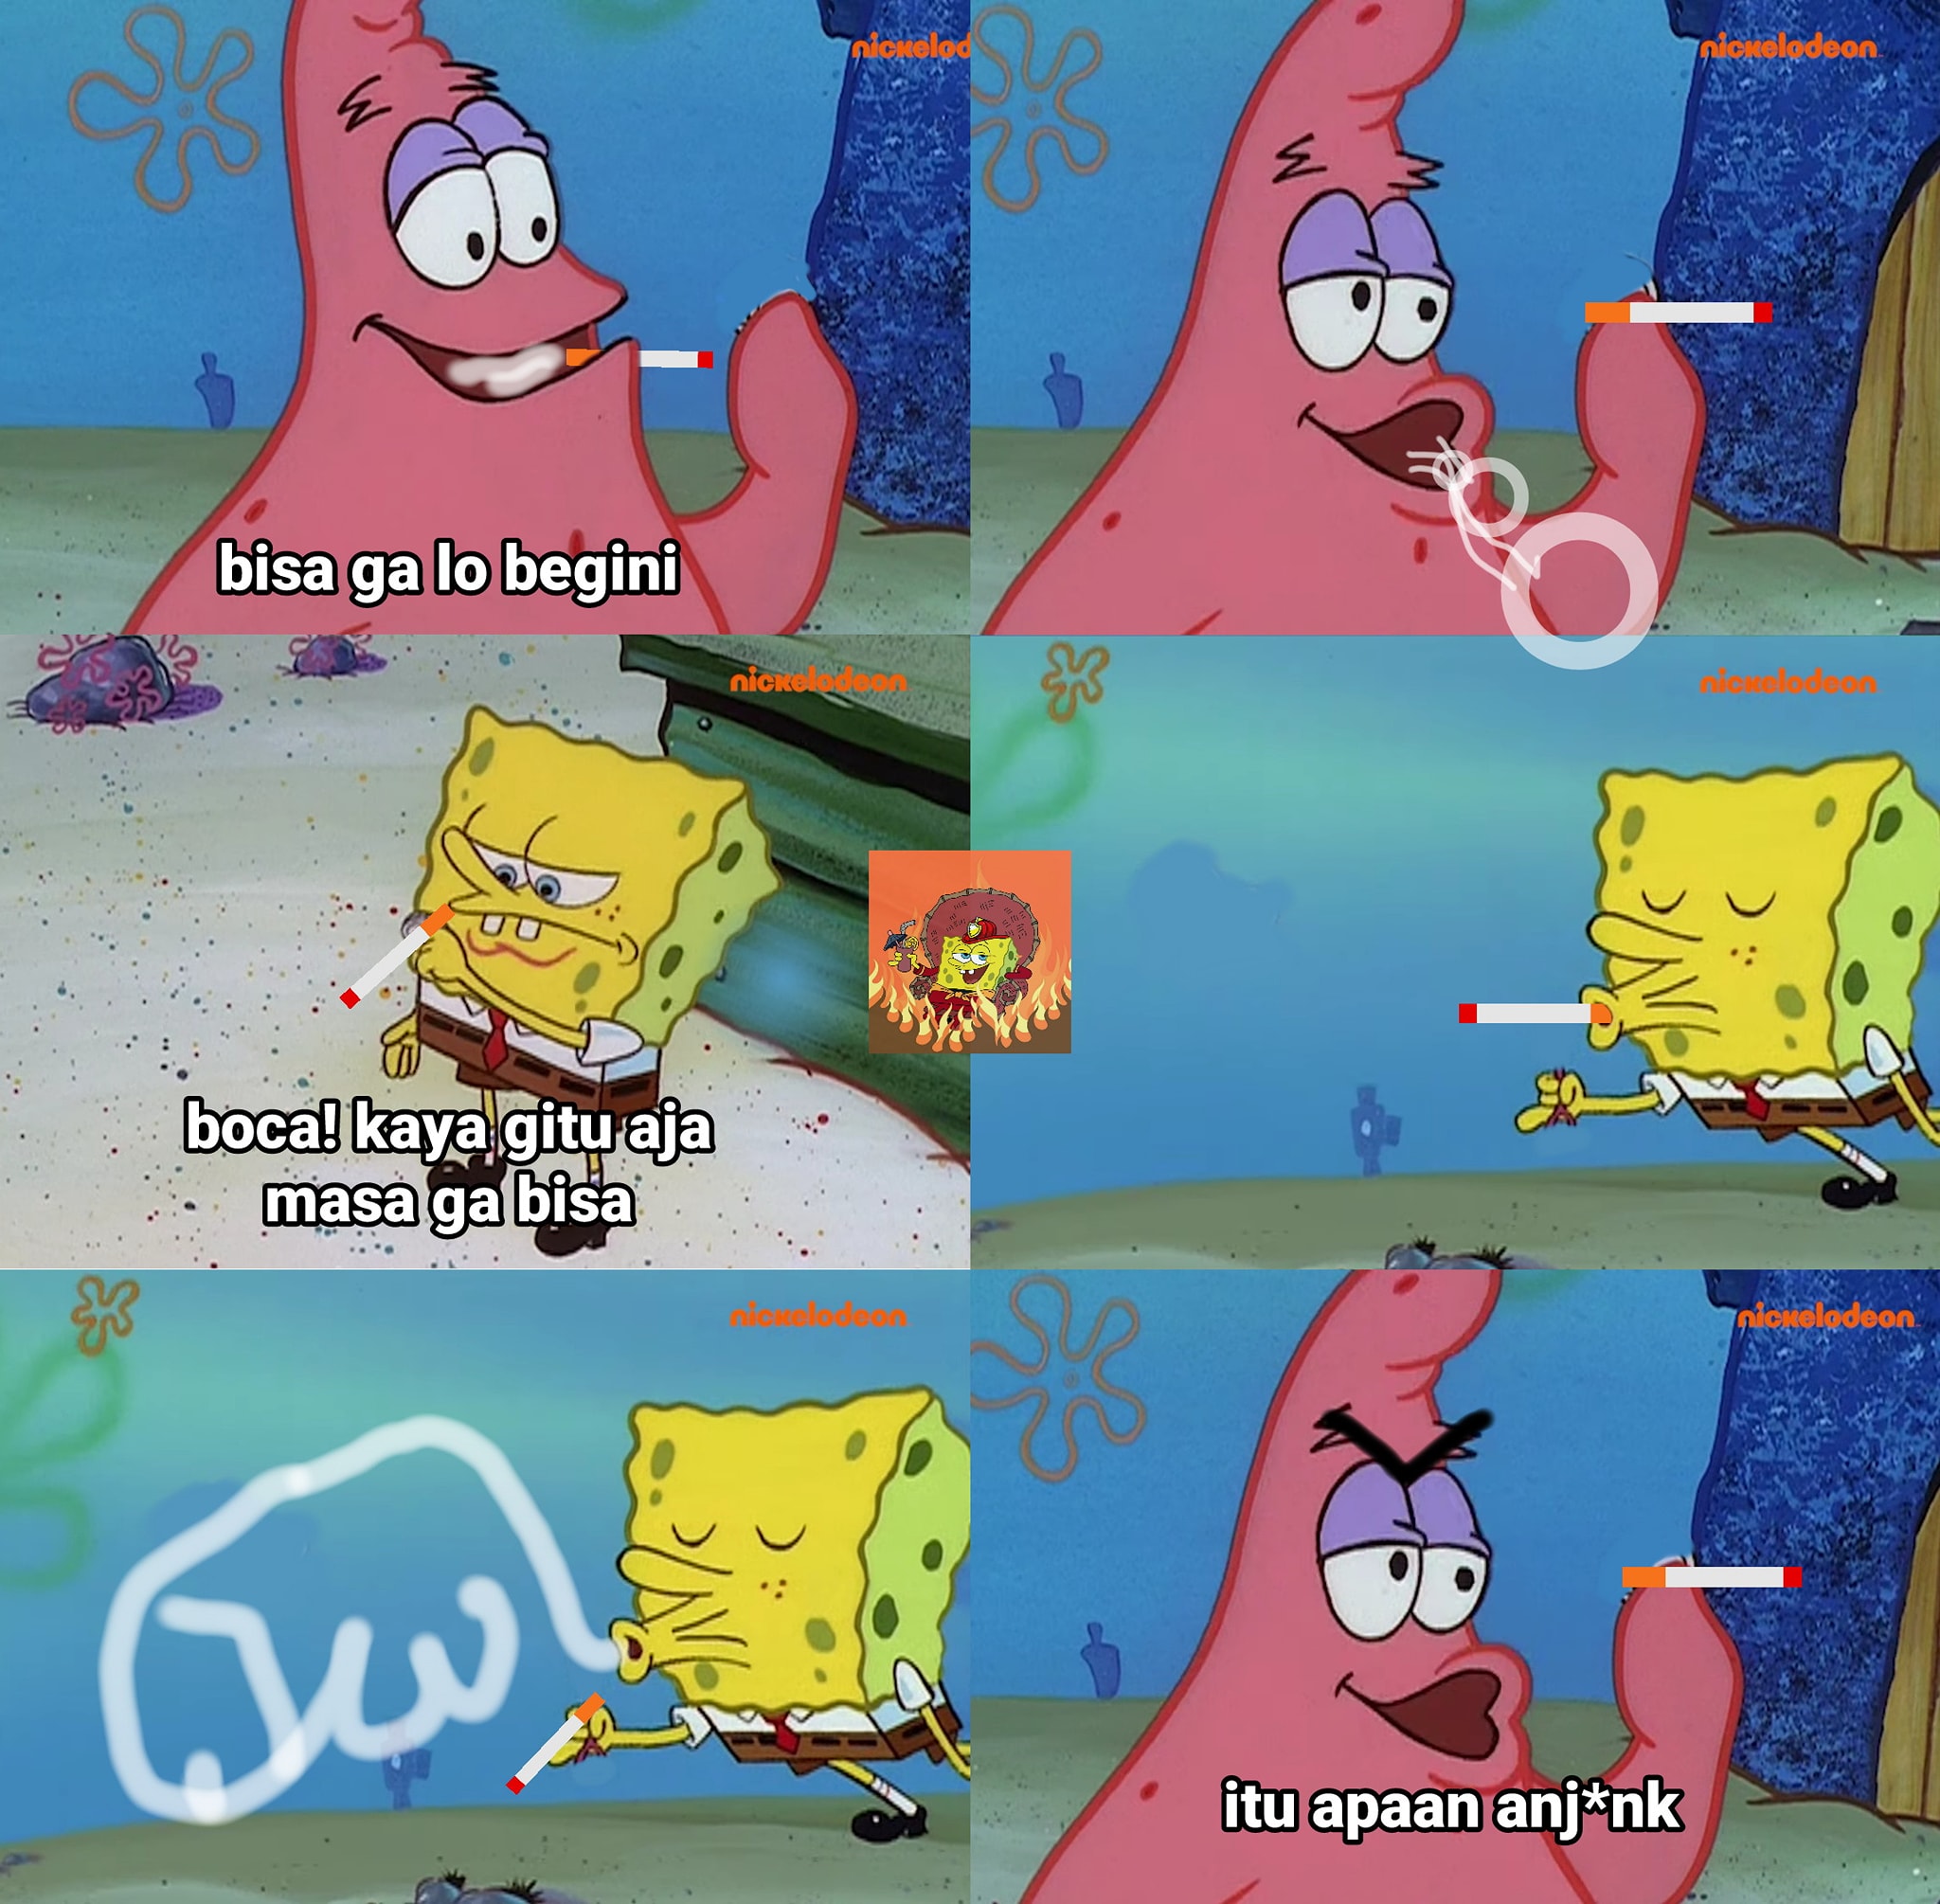 nickelod
nickelodeon
bisa ga lo begini
nickelodeon
nickelodeon
boca! kaya gitu aja
masa ga bisa
nickelodeon
nickelodeon
itu apaan anj*nk